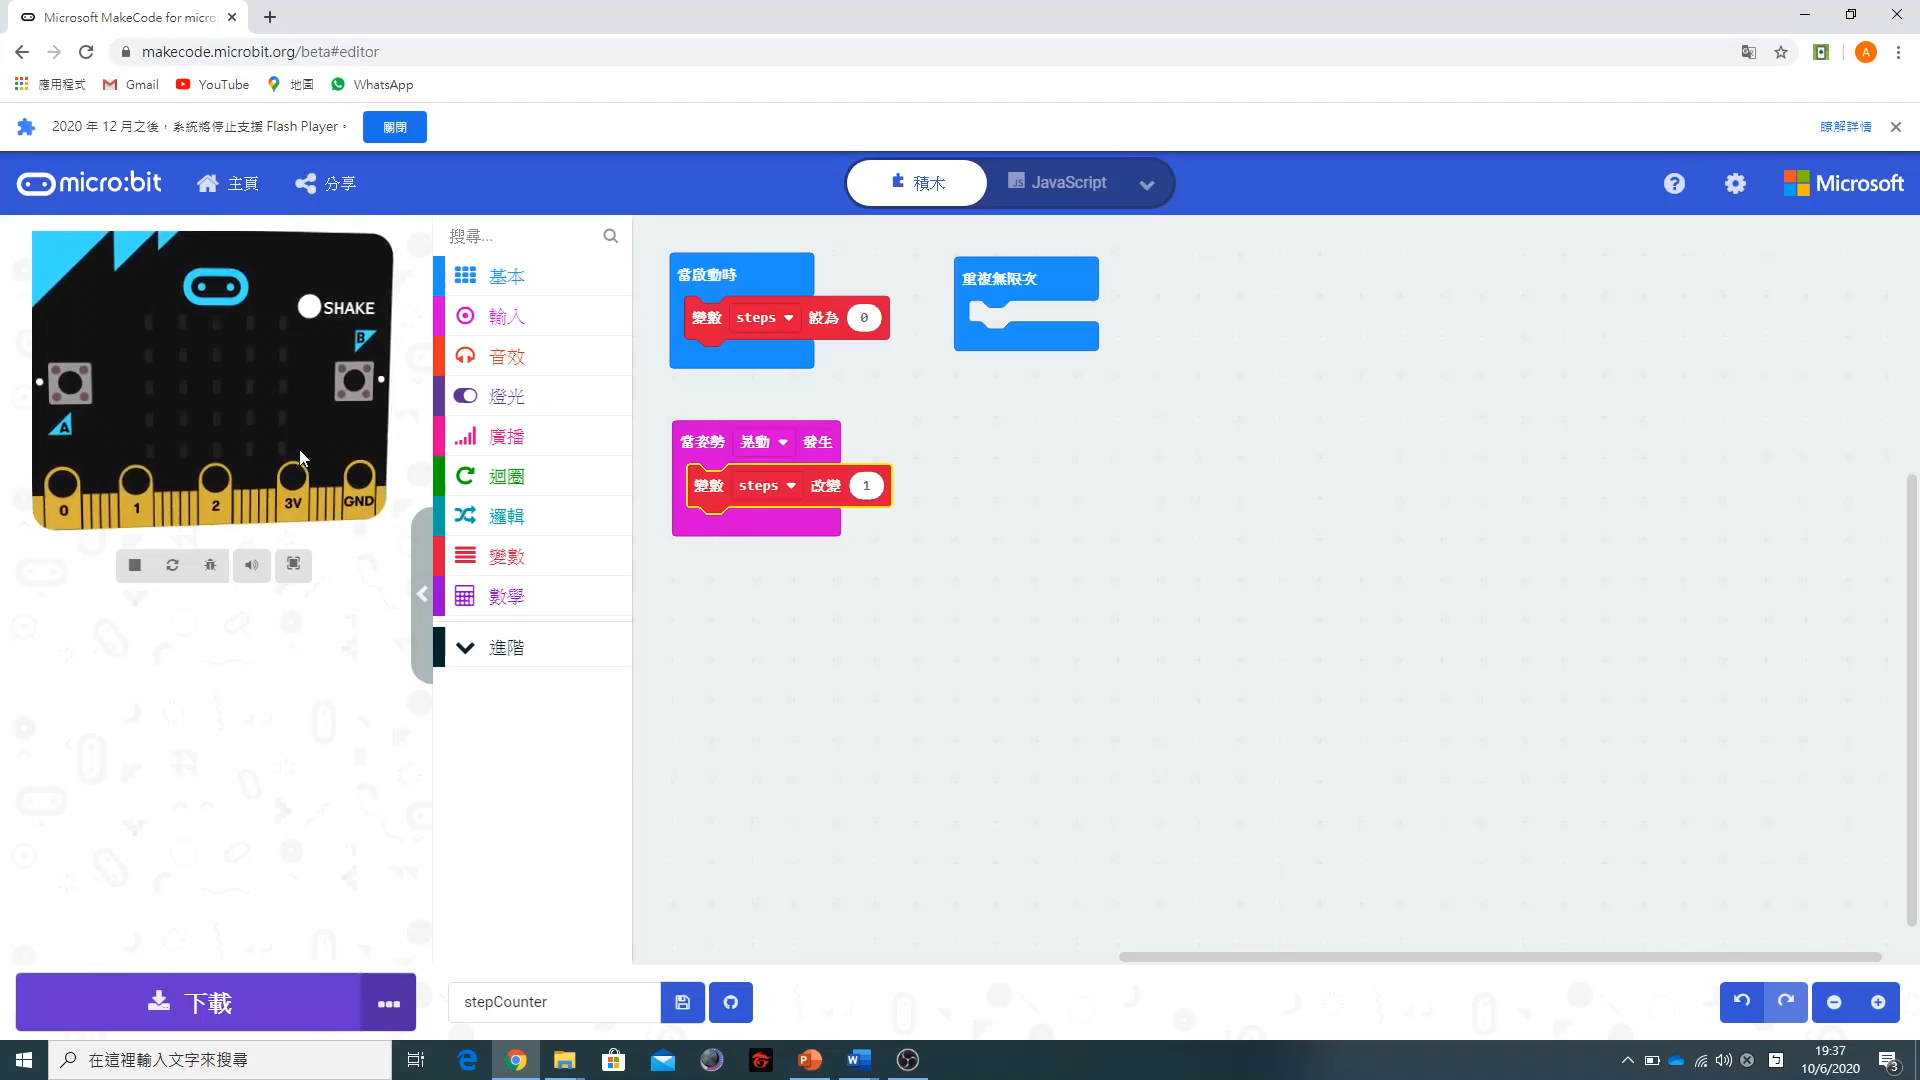 Microsoft MakeCode for micro:
makecode.microbit.org/beta#editor
A
應用程式 Gmail YouTube 地圖 WhatsApp
2020 年 12 月之後，系統將停止支援 Flash Player。 關閉 瞭解詳情
micro:bit 主頁 分享 積木 JS JavaScript ? Microsoft
搜尋...
基本
輸入
音效
燈光
廣播
迴圈
邏輯
變數
數學
進階
SHAKE
B
A
0 1 2 3V GND
當啟動時
變數 steps 設為 0
重複無限次
當姿勢 晃動 發生
變數 steps 改變 1
下載 ••• stepCounter
在這裡輸入文字來搜尋
19:37
10/6/2020
3